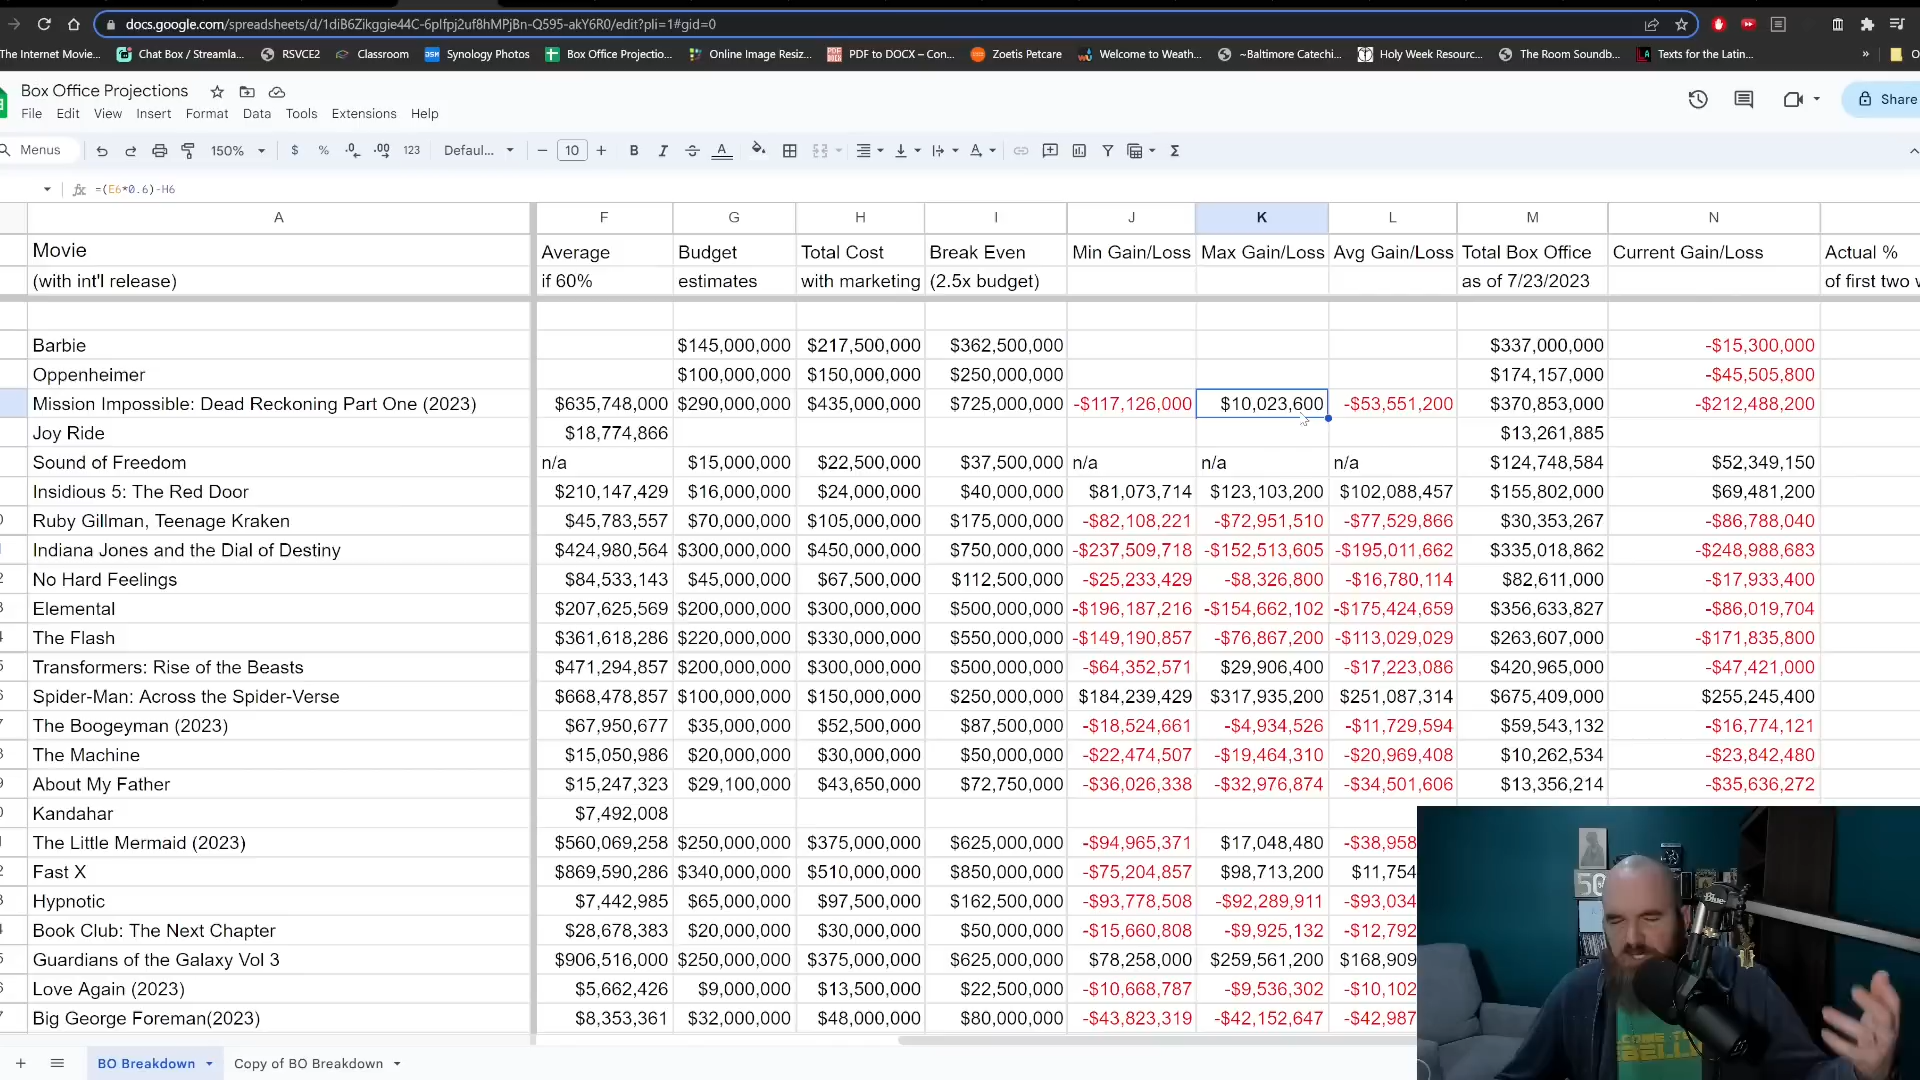 docs.google.com/spreadsheets/d/1diB6Zikggie44C-6pIfpj2uf8hMPjBn-Q595-akY6R0/edit?pli=1#gid=0
The Internet Movie... Chat Box / Streamla... RSVCE2 Classroom DSM Synology Photos Box Office Projectio... Online Image Resiz... PDF to DOCX – Con... Zoetis Petcare Welcome to Weath... ~Baltimore Catechi... Holy Week Resourc... The Room Soundb... Texts for the Latin... »
Box Office Projections
Share
File Edit View Insert Format Data Tools Extensions Help
Menus 150% $ % .0 .00 123 Defaul... − 10 + B I A Σ
fx =(E6*0.6)-H6
A F G H I J K L M N
Movie Average Budget Total Cost Break Even Min Gain/Loss Max Gain/Loss Avg Gain/Loss Total Box Office Current Gain/Loss Actual %
(with int'l release) if 60% estimates with marketing (2.5x budget) as of 7/23/2023 of first two
Barbie $145,000,000 $217,500,000 $362,500,000 $337,000,000 -$15,300,000
Oppenheimer $100,000,000 $150,000,000 $250,000,000 $174,157,000 -$45,505,800
Mission Impossible: Dead Reckoning Part One (2023) $635,748,000 $290,000,000 $435,000,000 $725,000,000 -$117,126,000 $10,023,600 -$53,551,200 $370,853,000 -$212,488,200
Joy Ride $18,774,866 $13,261,885
Sound of Freedom n/a $15,000,000 $22,500,000 $37,500,000 n/a n/a n/a $124,748,584 $52,349,150
Insidious 5: The Red Door $210,147,429 $16,000,000 $24,000,000 $40,000,000 $81,073,714 $123,103,200 $102,088,457 $155,802,000 $69,481,200
0 Ruby Gillman, Teenage Kraken $45,783,557 $70,000,000 $105,000,000 $175,000,000 -$82,108,221 -$72,951,510 -$77,529,866 $30,353,267 -$86,788,040
1 Indiana Jones and the Dial of Destiny $424,980,564 $300,000,000 $450,000,000 $750,000,000 -$237,509,718 -$152,513,605 -$195,011,662 $335,018,862 -$248,988,683
2 No Hard Feelings $84,533,143 $45,000,000 $67,500,000 $112,500,000 -$25,233,429 -$8,326,800 -$16,780,114 $82,611,000 -$17,933,400
3 Elemental $207,625,569 $200,000,000 $300,000,000 $500,000,000 -$196,187,216 -$154,662,102 -$175,424,659 $356,633,827 -$86,019,704
4 The Flash $361,618,286 $220,000,000 $330,000,000 $550,000,000 -$149,190,857 -$76,867,200 -$113,029,029 $263,607,000 -$171,835,800
5 Transformers: Rise of the Beasts $471,294,857 $200,000,000 $300,000,000 $500,000,000 -$64,352,571 $29,906,400 -$17,223,086 $420,965,000 -$47,421,000
6 Spider-Man: Across the Spider-Verse $668,478,857 $100,000,000 $150,000,000 $250,000,000 $184,239,429 $317,935,200 $251,087,314 $675,409,000 $255,245,400
7 The Boogeyman (2023) $67,950,677 $35,000,000 $52,500,000 $87,500,000 -$18,524,661 -$4,934,526 -$11,729,594 $59,543,132 -$16,774,121
8 The Machine $15,050,986 $20,000,000 $30,000,000 $50,000,000 -$22,474,507 -$19,464,310 -$20,969,408 $10,262,534 -$23,842,480
9 About My Father $15,247,323 $29,100,000 $43,650,000 $72,750,000 -$36,026,338 -$32,976,874 -$34,501,606 $13,356,214 -$35,636,272
0 Kandahar $7,492,008
1 The Little Mermaid (2023) $560,069,258 $250,000,000 $375,000,000 $625,000,000 -$94,965,371 $17,048,480 -$38,958
2 Fast X $869,590,286 $340,000,000 $510,000,000 $850,000,000 -$75,204,857 $98,713,200 $11,754
3 Hypnotic $7,442,985 $65,000,000 $97,500,000 $162,500,000 -$93,778,508 -$92,289,911 -$93,034
4 Book Club: The Next Chapter $28,678,383 $20,000,000 $30,000,000 $50,000,000 -$15,660,808 -$9,925,132 -$12,792
5 Guardians of the Galaxy Vol 3 $906,516,000 $250,000,000 $375,000,000 $625,000,000 $78,258,000 $259,561,200 $168,909
6 Love Again (2023) $5,662,426 $9,000,000 $13,500,000 $22,500,000 -$10,668,787 -$9,536,302 -$10,102
7 Big George Foreman(2023) $8,353,361 $32,000,000 $48,000,000 $80,000,000 -$43,823,319 -$42,152,647 -$42,987
BO Breakdown Copy of BO Breakdown
50
Blue